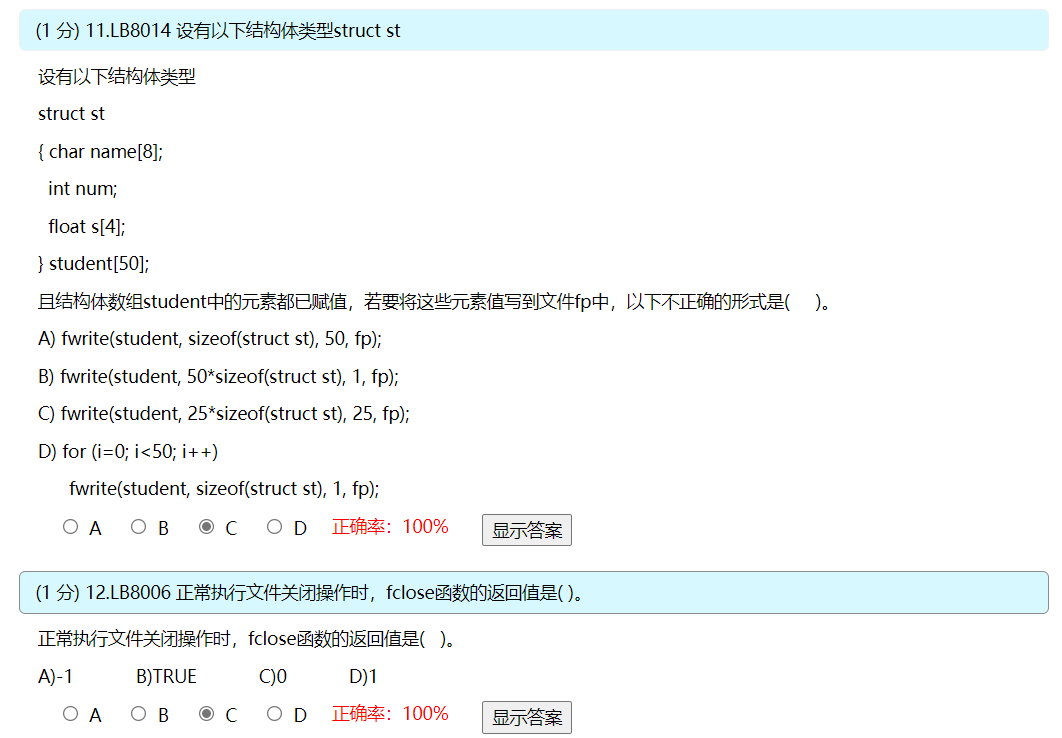 (1 分) 11.LB8014 设有以下结构体类型struct st
设有以下结构体类型
struct st
{ char name[8];
int num;
float s[4];
} student[50];
且结构体数组student中的元素都已赋值，若要将这些元素值写到文件fp中，以下不正确的形式是( )。
A) fwrite(student, sizeof(struct st), 50, fp);
B) fwrite(student, 50*sizeof(struct st), 1, fp);
C) fwrite(student, 25*sizeof(struct st), 25, fp);
D) for (i=0; i<50; i++)
fwrite(student, sizeof(struct st), 1, fp);
A B C D 正确率：100% 显示答案
(1 分) 12.LB8006 正常执行文件关闭操作时，fclose函数的返回值是( )。
正常执行文件关闭操作时，fclose函数的返回值是( )。
A)-1 B)TRUE C)0 D)1
A B C D 正确率：100% 显示答案